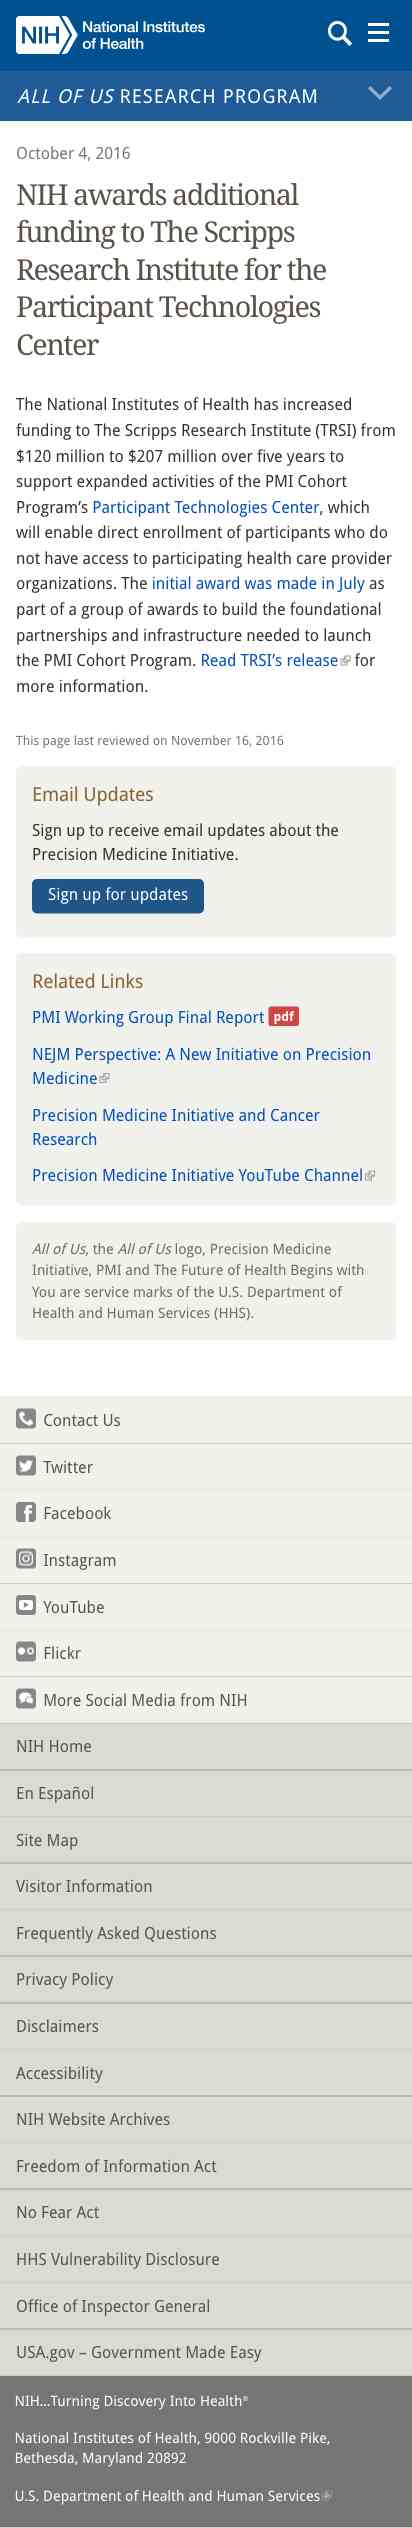 NIH National Institutes
of Health
ALL OF US RESEARCH PROGRAM
October 4, 2016
NIH awards additional
funding to The Scripps
Research Institute for the
Participant Technologies
Center
The National Institutes of Health has increased
funding to The Scripps Research Institute (TRSI) from
$120 million to $207 million over five years to
support expanded activities of the PMI Cohort
Program’s Participant Technologies Center, which
will enable direct enrollment of participants who do
not have access to participating health care provider
organizations. The initial award was made in July as
part of a group of awards to build the foundational
partnerships and infrastructure needed to launch
the PMI Cohort Program. Read TRSI’s release for
more information.
This page last reviewed on November 16, 2016
Email Updates
Sign up to receive email updates about the
Precision Medicine Initiative.
Sign up for updates
Related Links
PMI Working Group Final Report pdf
NEJM Perspective: A New Initiative on Precision
Medicine
Precision Medicine Initiative and Cancer
Research
Precision Medicine Initiative YouTube Channel
All of Us, the All of Us logo, Precision Medicine
Initiative, PMI and The Future of Health Begins with
You are service marks of the U.S. Department of
Health and Human Services (HHS).
Contact Us
Twitter
Facebook
Instagram
YouTube
Flickr
More Social Media from NIH
NIH Home
En Español
Site Map
Visitor Information
Frequently Asked Questions
Privacy Policy
Disclaimers
Accessibility
NIH Website Archives
Freedom of Information Act
No Fear Act
HHS Vulnerability Disclosure
Office of Inspector General
USA.gov – Government Made Easy
NIH...Turning Discovery Into Health®
National Institutes of Health, 9000 Rockville Pike,
Bethesda, Maryland 20892
U.S. Department of Health and Human Services